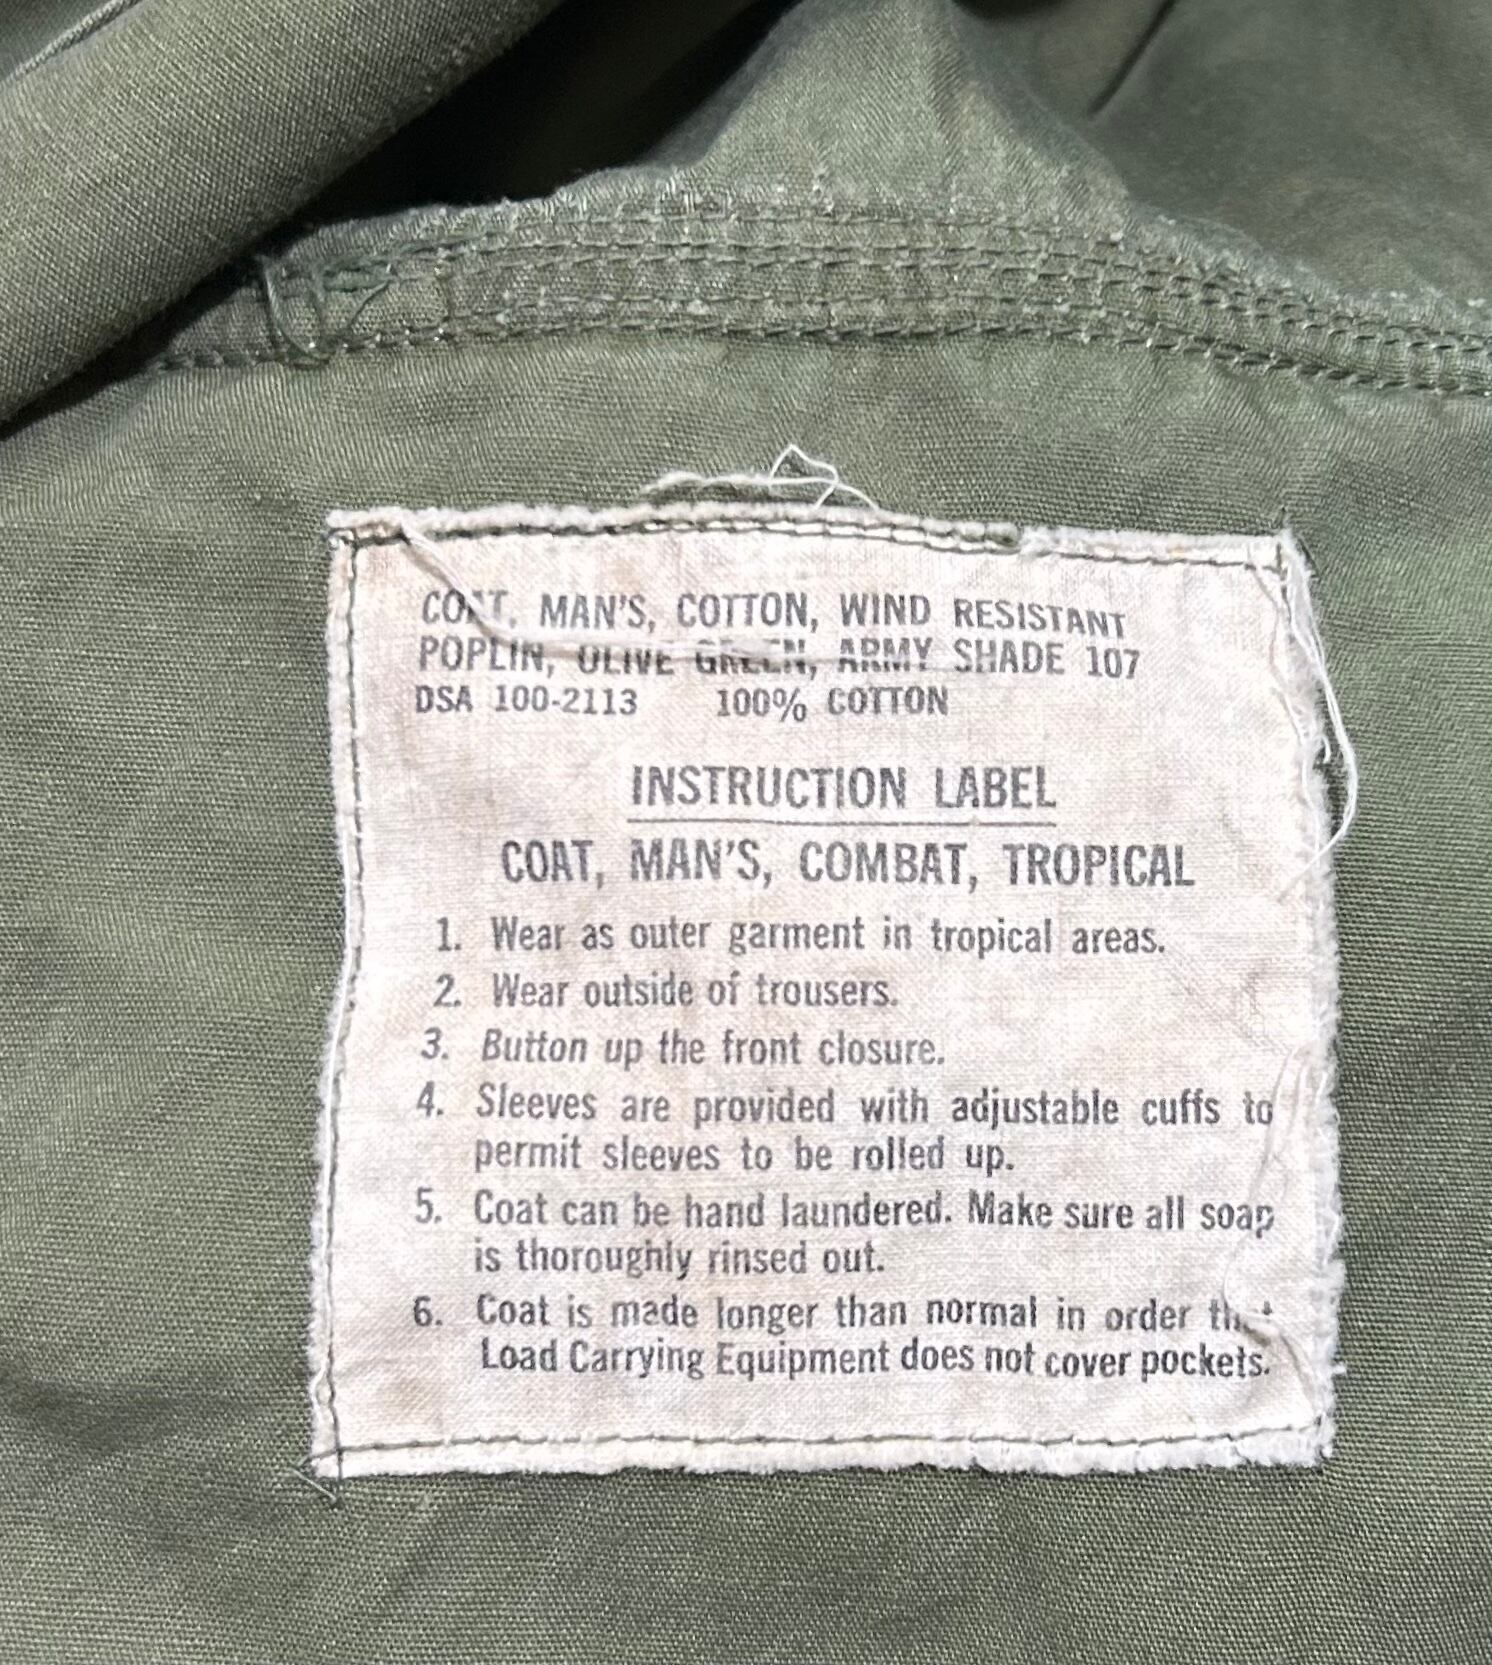 COAT, MAN'S, COTTON, WIND RESISTANT
POPLIN, OLIVE GREEN, ARMY SHADE 107
DSA 100-2113 100% COTTON
INSTRUCTION LABEL
COAT, MAN'S, COMBAT, TROPICAL
1. Wear as outer garment in tropical areas.
2. Wear outside of trousers.
3. Button up the front closure.
4. Sleeves are provided with adjustable cuffs to
permit sleeves to be rolled up.
5. Coat can be hand laundered. Make sure all soap
is thoroughly rinsed out.
6. Coat is made longer than normal in order that
Load Carrying Equipment does not cover pockets.